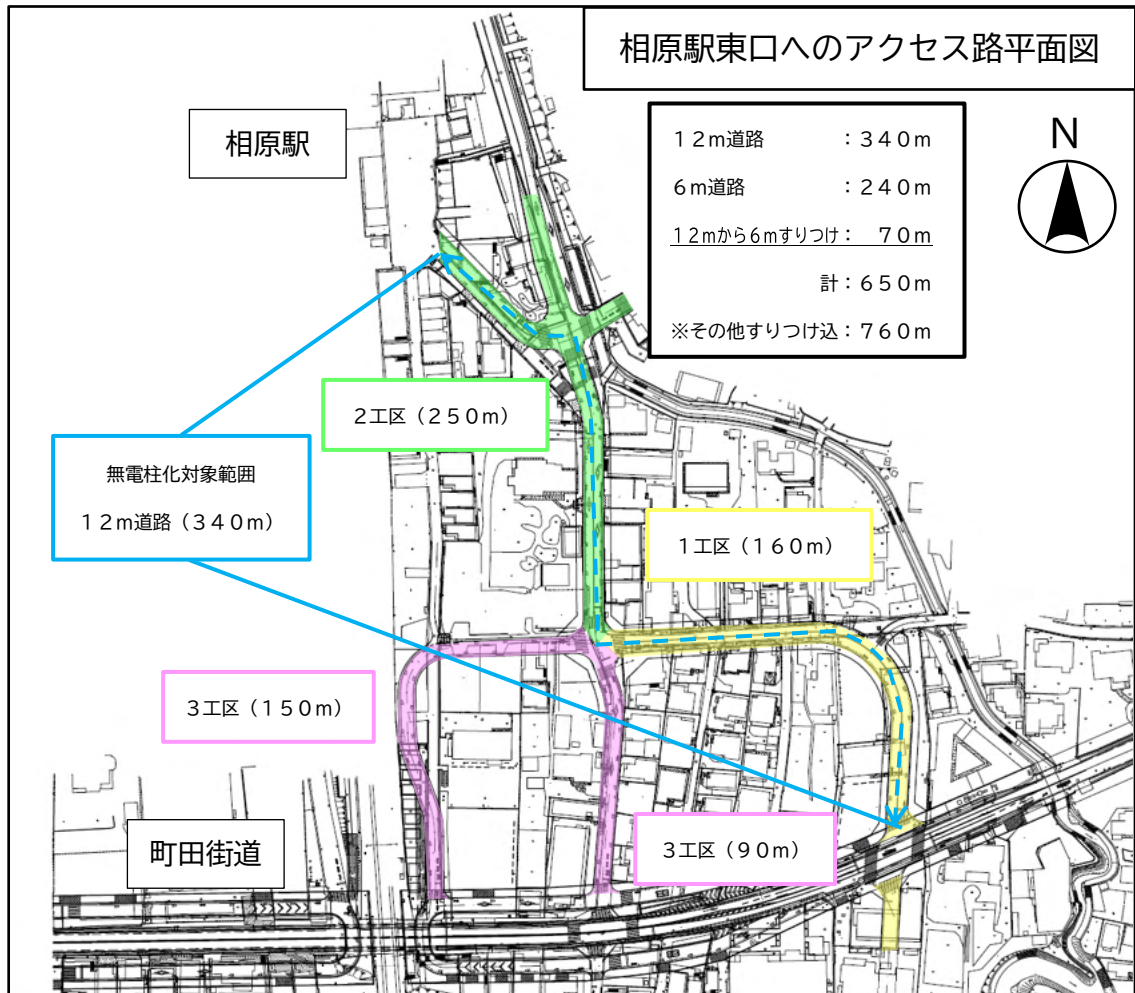 相原駅東口へのアクセス路平面図
相原駅
12m道路 :340m
6m道路 :240m
12mから6mすりつけ: 70m
計:650m
※その他すりつけ込:760m
N
2工区(250m)
無電柱化対象範囲
12m道路(340m)
1工区(160m)
3工区(150m)
3工区(90m)
町田街道